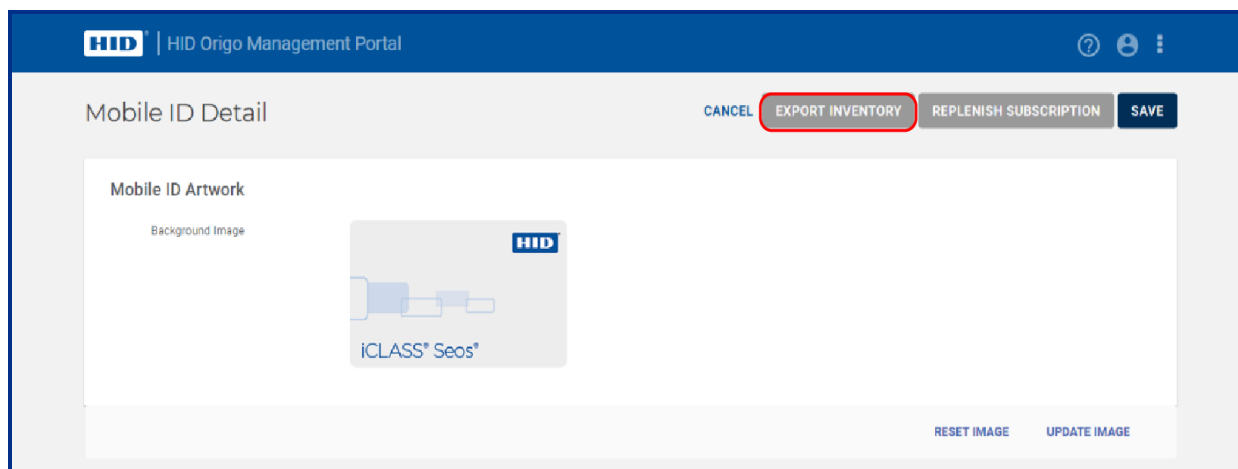 HID | HID Origo Management Portal
Mobile ID Detail
CANCEL EXPORT INVENTORY REPLENISH SUBSCRIPTION SAVE
Mobile ID Artwork
Background Image
HID
iCLASS® Seos®
RESET IMAGE UPDATE IMAGE